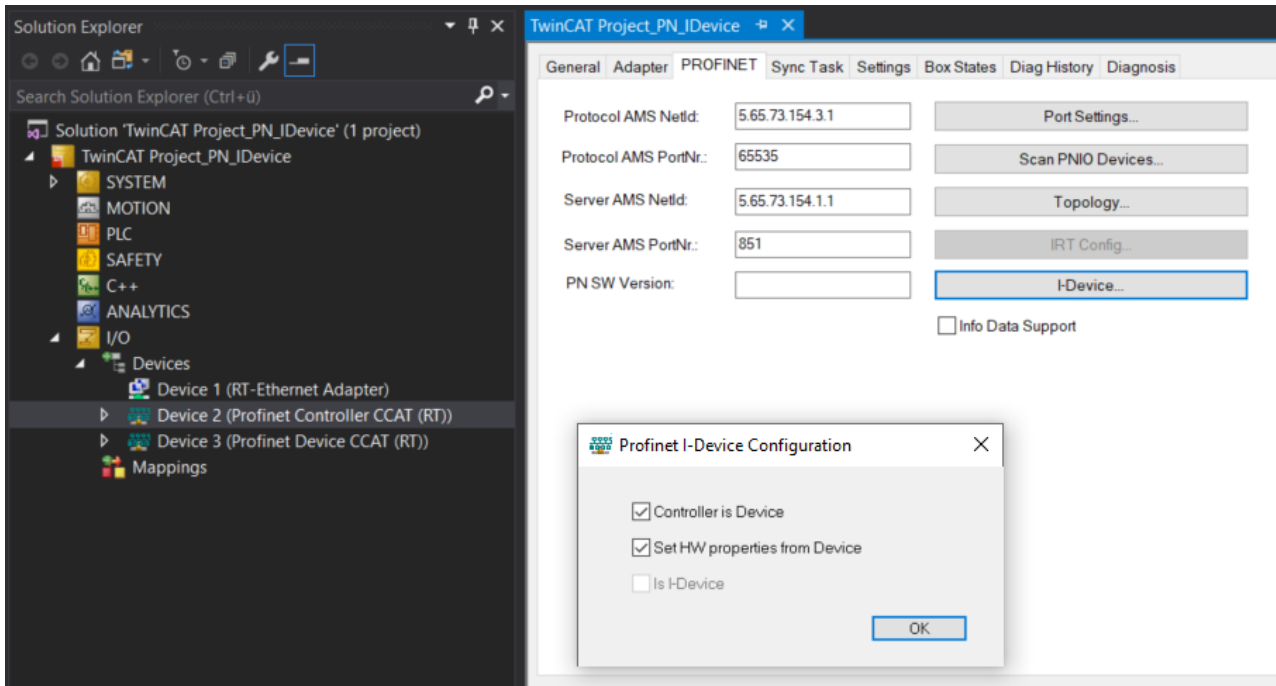 Solution Explorer
Search Solution Explorer (Ctrl+ü)
Solution 'TwinCAT Project_PN_IDevice' (1 project)
TwinCAT Project_PN_IDevice
SYSTEM
MOTION
PLC
SAFETY
C++
ANALYTICS
I/O
Devices
Device 1 (RT-Ethernet Adapter)
Device 2 (Profinet Controller CCAT (RT))
Device 3 (Profinet Device CCAT (RT))
Mappings
TwinCAT Project_PN_IDevice
General Adapter PROFINET Sync Task Settings Box States Diag History Diagnosis
Protocol AMS NetId: 5.65.73.154.3.1 Port Settings...
Protocol AMS PortNr.: 65535 Scan PNIO Devices...
Server AMS NetId: 5.65.73.154.1.1 Topology...
Server AMS PortNr.: 851 IRT Config...
PN SW Version: I-Device...
Info Data Support
Profinet I-Device Configuration
Controller is Device
Set HW properties from Device
Is I-Device
OK